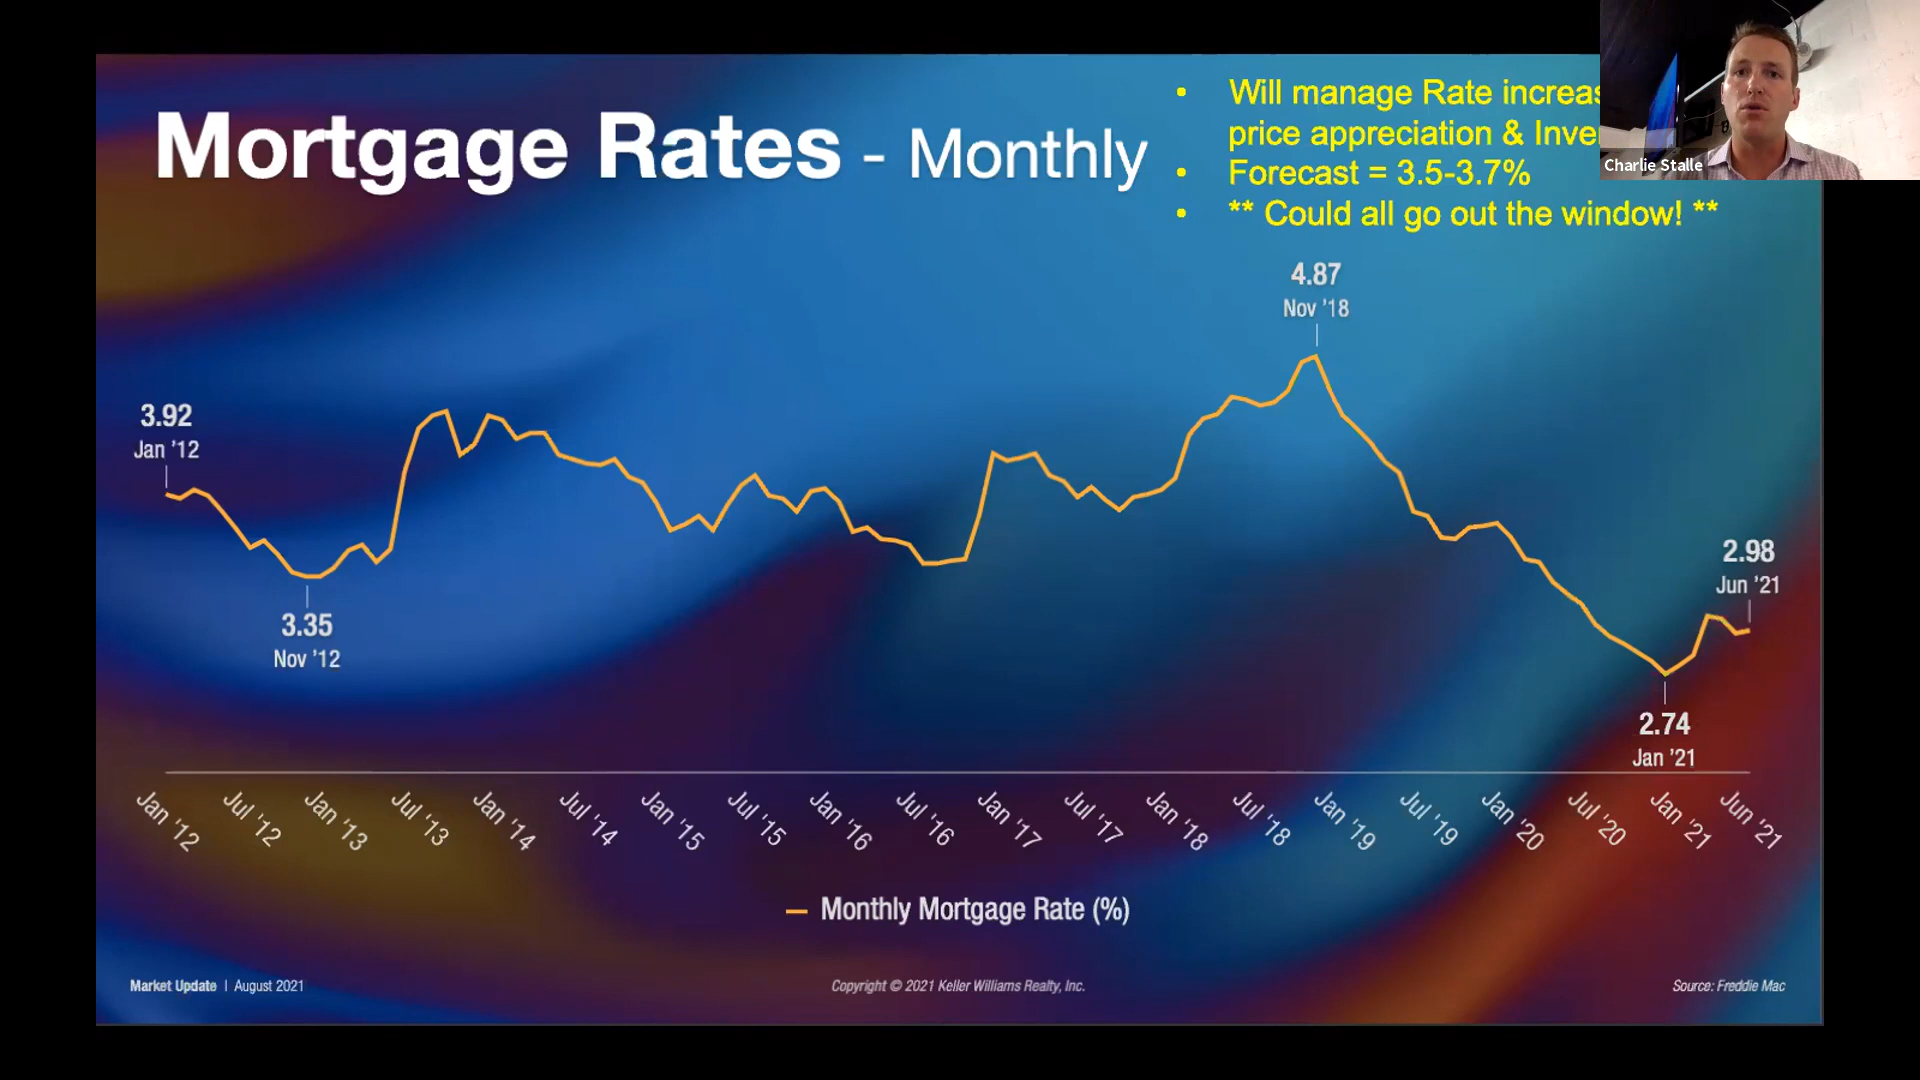 Mortgage Rates - Monthly
• Will manage Rate
price appreciation &
• Forecast = 3.5-3.7%
• ** Could all go out the window! **
Charlie Stalle
4.87
Nov ’18
3.92
Jan ’12
2.98
Jun ’21
3.35
Nov ’12
2.74
Jan ’21
Jan ’12
Jul ’12
Jan ’13
Jul ’13
Jan ’14
Jul ’14
Jan ’15
Jul ’15
Jan ’16
Jul ’16
Jan ’17
Jul ’17
Jan ’18
Jul ’18
Jan ’19
Jul ’19
Jan ’20
Jul ’20
Jan ’21
Jun ’21
Monthly Mortgage Rate (%)
Market Update | August 2021
Copyright © 2021 Keller Williams Realty, Inc.
Source: Freddie Mac